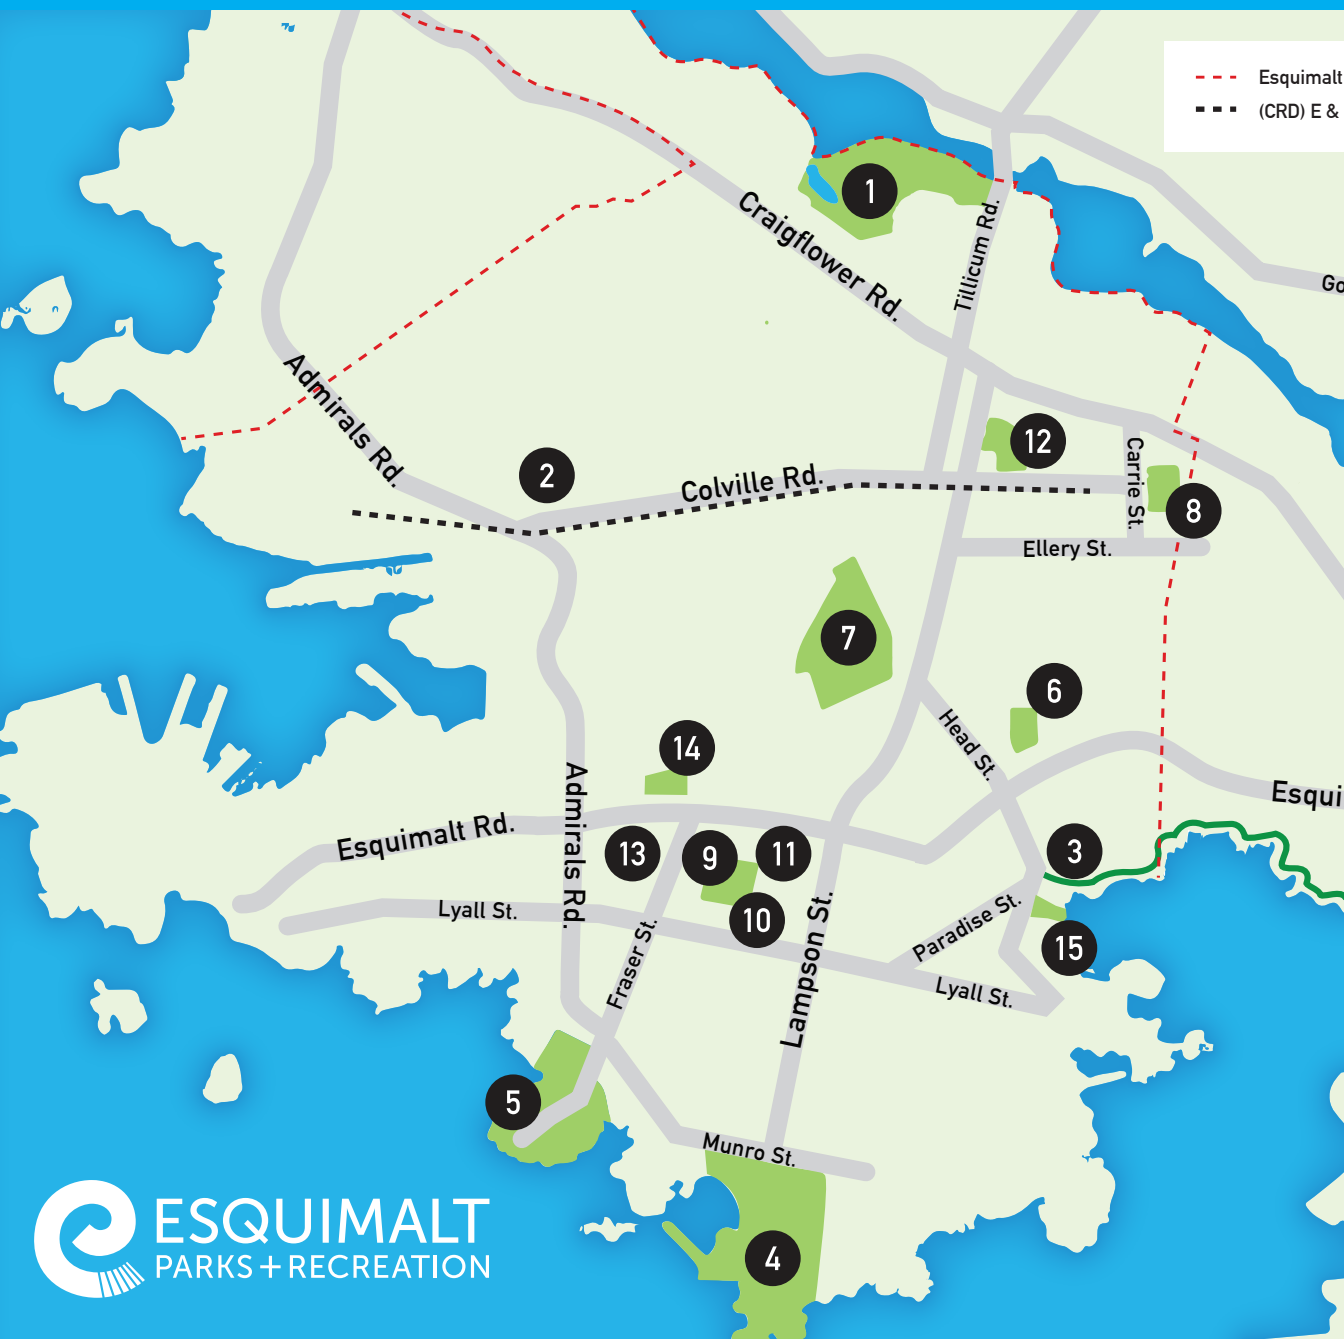 Esquimalt
(CRD) E &
1
Craigflower Rd.
Tillicum Rd.
Go
Admirals Rd.
12
2
Colville Rd.
Carrie St.
8
Ellery St.
7
6
Head St.
14
Admirals Rd.
Esqui
Esquimalt Rd.
13
9
11
3
Lyall St.
10
Fraser St.
Lampson St.
Paradise St.
15
Lyall St.
5
Munro St.
4
ESQUIMALT
PARKS + RECREATION